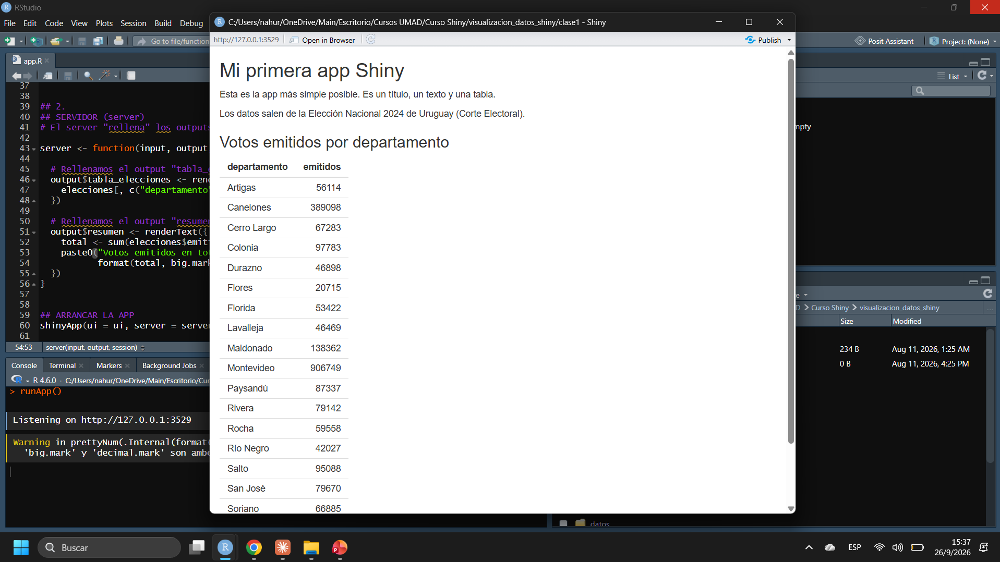 RStudio
File Edit Code View Plots Session Build Debug
Go to file/function
Posit Assistant
Project: (None)
app.R
37
38
39 ## 2.
40 ## SERVIDOR (server)
41 # El server "rellena" los outputs
42
43 server <- function(input, output
44
45 # Rellenamos el output "tabla_
46 output$tabla_elecciones <- ren
47 elecciones[, c("departamento"
48 })
49
50 # Rellenamos el output "resumen
51 output$resumen <- renderText({
52 total <- sum(elecciones$emit
53 paste0("Votos emitidos en to
54 format(total, big.mark
55 })
56 }
57
58
59 ## ARRANCAR LA APP
60 shinyApp(ui = ui, server = server
61
54:53 server(input, output, session)
Console Terminal Markers Background Jobs
R 4.6.0 · C:/Users/nahur/OneDrive/Main/Escritorio/Cur
> runApp()
Listening on http://127.0.0.1:3529
Warning in prettyNum(.Internal(format(
'big.mark' y 'decimal.mark' son ambo
C:/Users/nahur/OneDrive/Main/Escritorio/Cursos UMAD/Curso Shiny/visualizacion_datos_shiny/clase1 - Shiny
http://127.0.0.1:3529 Open in Browser Publish
Mi primera app Shiny
Esta es la app más simple posible. Es un título, un texto y una tabla.
Los datos salen de la Elección Nacional 2024 de Uruguay (Corte Electoral).
Votos emitidos por departamento
departamento emitidos
Artigas 56114
Canelones 389098
Cerro Largo 67283
Colonia 97783
Durazno 46898
Flores 20715
Florida 53422
Lavalleja 46469
Maldonado 138362
Montevideo 906749
Paysandú 87337
Rivera 79142
Rocha 59558
Río Negro 42027
Salto 95088
San José 79670
Soriano 66885
List
mpty
e
D > Curso Shiny > visualizacion_datos_shiny ...
Size Modified
234 B Aug 11, 2026, 1:25 AM
0 B Aug 11, 2026, 4:25 PM
datos
Buscar
ESP
15:37
26/9/2026